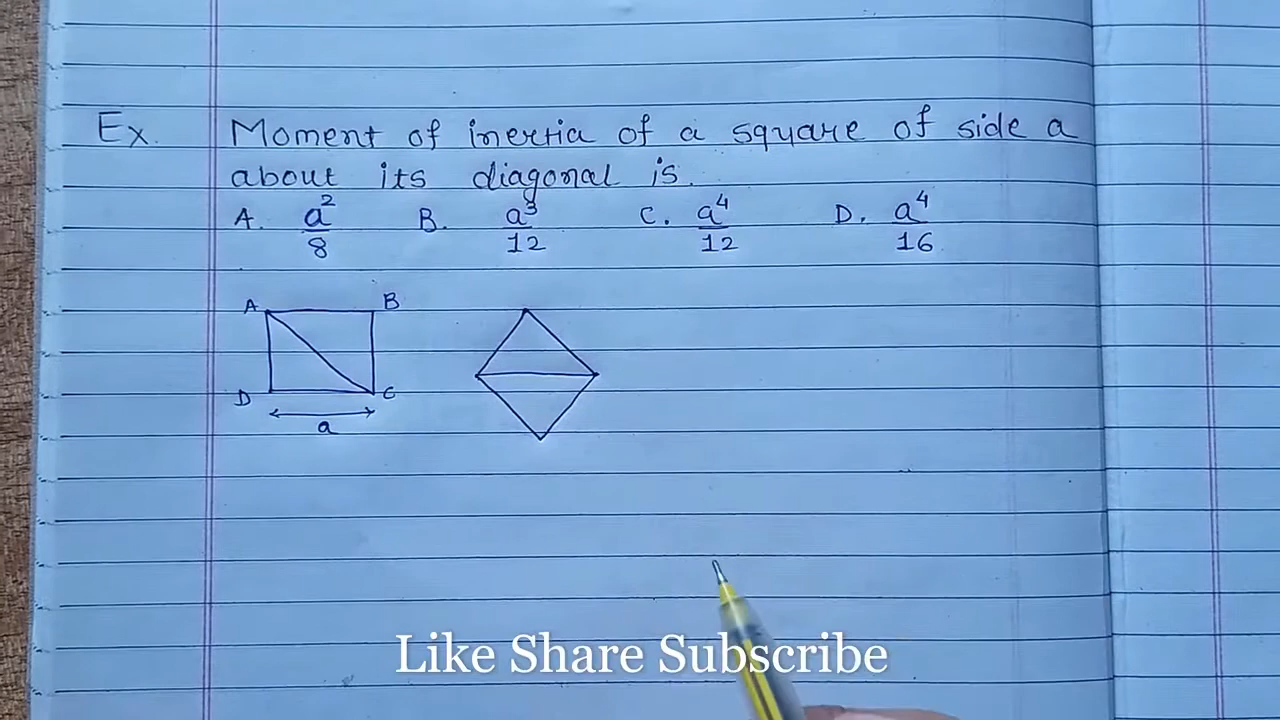 Ex. Moment of inertia of a square of side a
about its diagonal is.
A. a²/8 B. a³/12 C. a⁴/12 D. a⁴/16
A B
D C
a
Like Share Subscribe